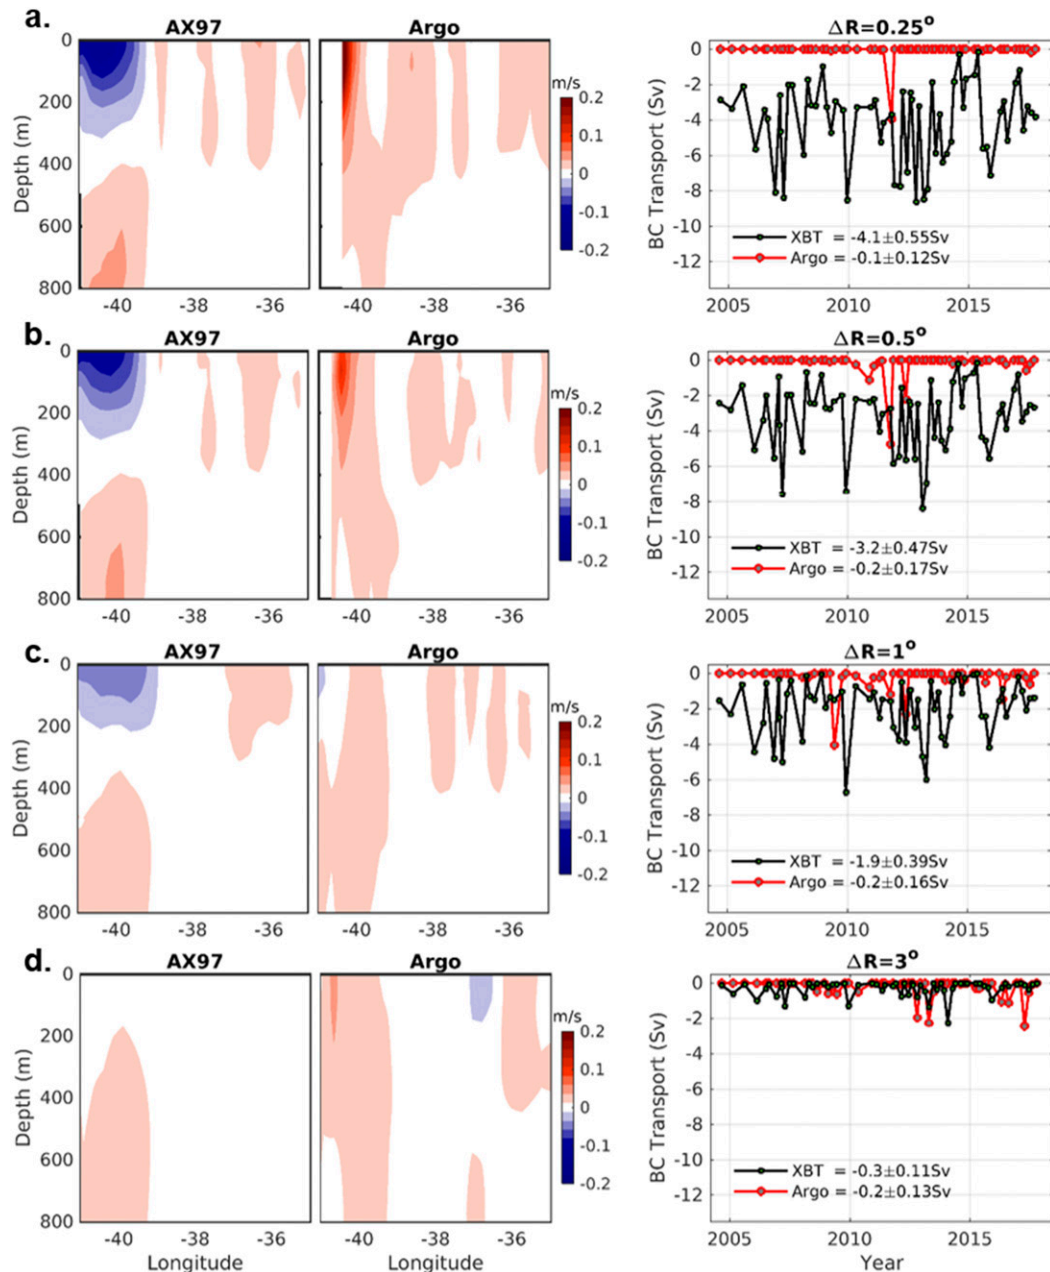 a.
AX97
Argo
ΔR=0.25°
0
200
400
600
800
Depth (m)
-40
-38
-36
-40
-38
-36
m/s
0.2
0.1
0
-0.1
-0.2
BC Transport (Sv)
0
-2
-4
-6
-8
-10
-12
XBT = -4.1±0.55Sv
Argo = -0.1±0.12Sv
2005
2010
2015
b.
AX97
Argo
ΔR=0.5°
0
200
400
600
800
Depth (m)
-40
-38
-36
-40
-38
-36
m/s
0.2
0.1
0
-0.1
-0.2
BC Transport (Sv)
0
-2
-4
-6
-8
-10
-12
XBT = -3.2±0.47Sv
Argo = -0.2±0.17Sv
2005
2010
2015
c.
AX97
Argo
ΔR=1°
0
200
400
600
800
Depth (m)
-40
-38
-36
-40
-38
-36
m/s
0.2
0.1
0
-0.1
-0.2
BC Transport (Sv)
0
-2
-4
-6
-8
-10
-12
XBT = -1.9±0.39Sv
Argo = -0.2±0.16Sv
2005
2010
2015
d.
AX97
Argo
ΔR=3°
0
200
400
600
800
Depth (m)
-40
-38
-36
Longitude
-40
-38
-36
Longitude
m/s
0.2
0.1
0
-0.1
-0.2
BC Transport (Sv)
0
-2
-4
-6
-8
-10
-12
XBT = -0.3±0.11Sv
Argo = -0.2±0.13Sv
2005
2010
2015
Year